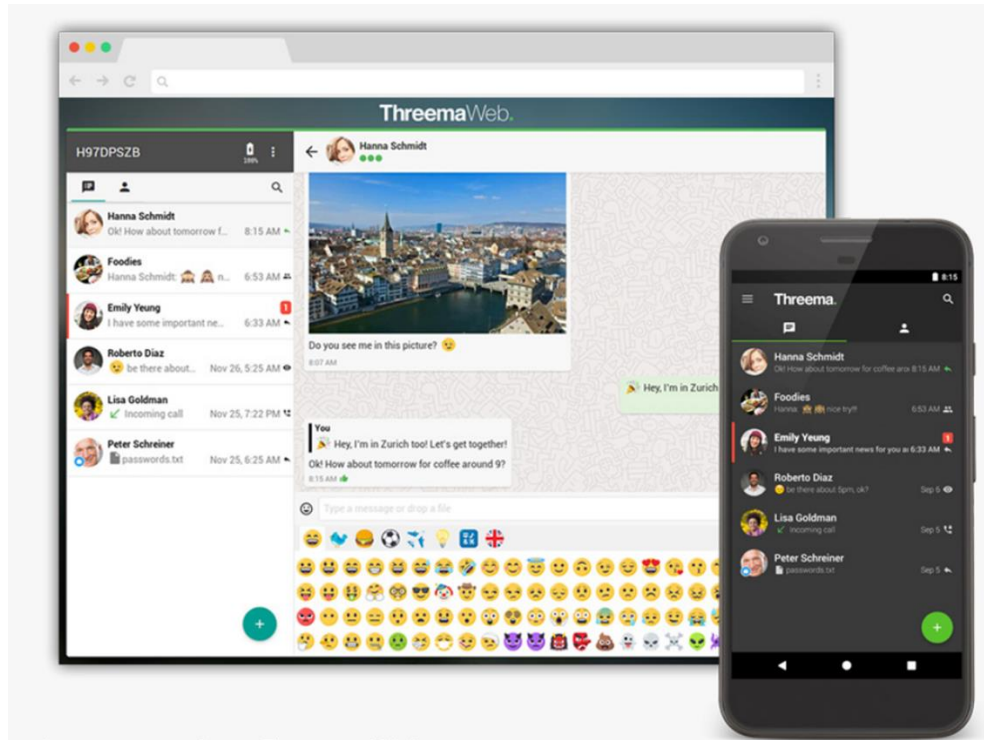 ThreemaWeb.
H97DPSZB
100%
Hanna Schmidt
Ok! How about tomorrow f... 8:15 AM
Foodies
Hanna Schmidt: 🙈 🙈 n... 6:53 AM
Emily Yeung 1
I have some important ne... 6:33 AM
Roberto Diaz
😉 be there about... Nov 26, 5:25 AM
Lisa Goldman
Incoming call Nov 25, 7:22 PM
Peter Schreiner
passwords.txt Nov 25, 6:25 AM
Hanna Schmidt
Do you see me in this picture? 😉
8:07 AM
🎉 Hey, I'm in Zurich
You
🎉 Hey, I'm in Zurich too! Let's get together!
Ok! How about tomorrow for coffee around 9?
8:15 AM
Type a message or drop a file
8:15
Threema.
Hanna Schmidt
Ok! How about tomorrow for coffee aro 8:15 AM
Foodies
Hanna: 🙈 🙈 nice try!!! 6:53 AM
Emily Yeung 1
I have some important news for you a 6:33 AM
Roberto Diaz
😉 be there about 5pm, ok? Sep 6
Lisa Goldman
Incoming call Sep 5
Peter Schreiner
passwords.txt Sep 5